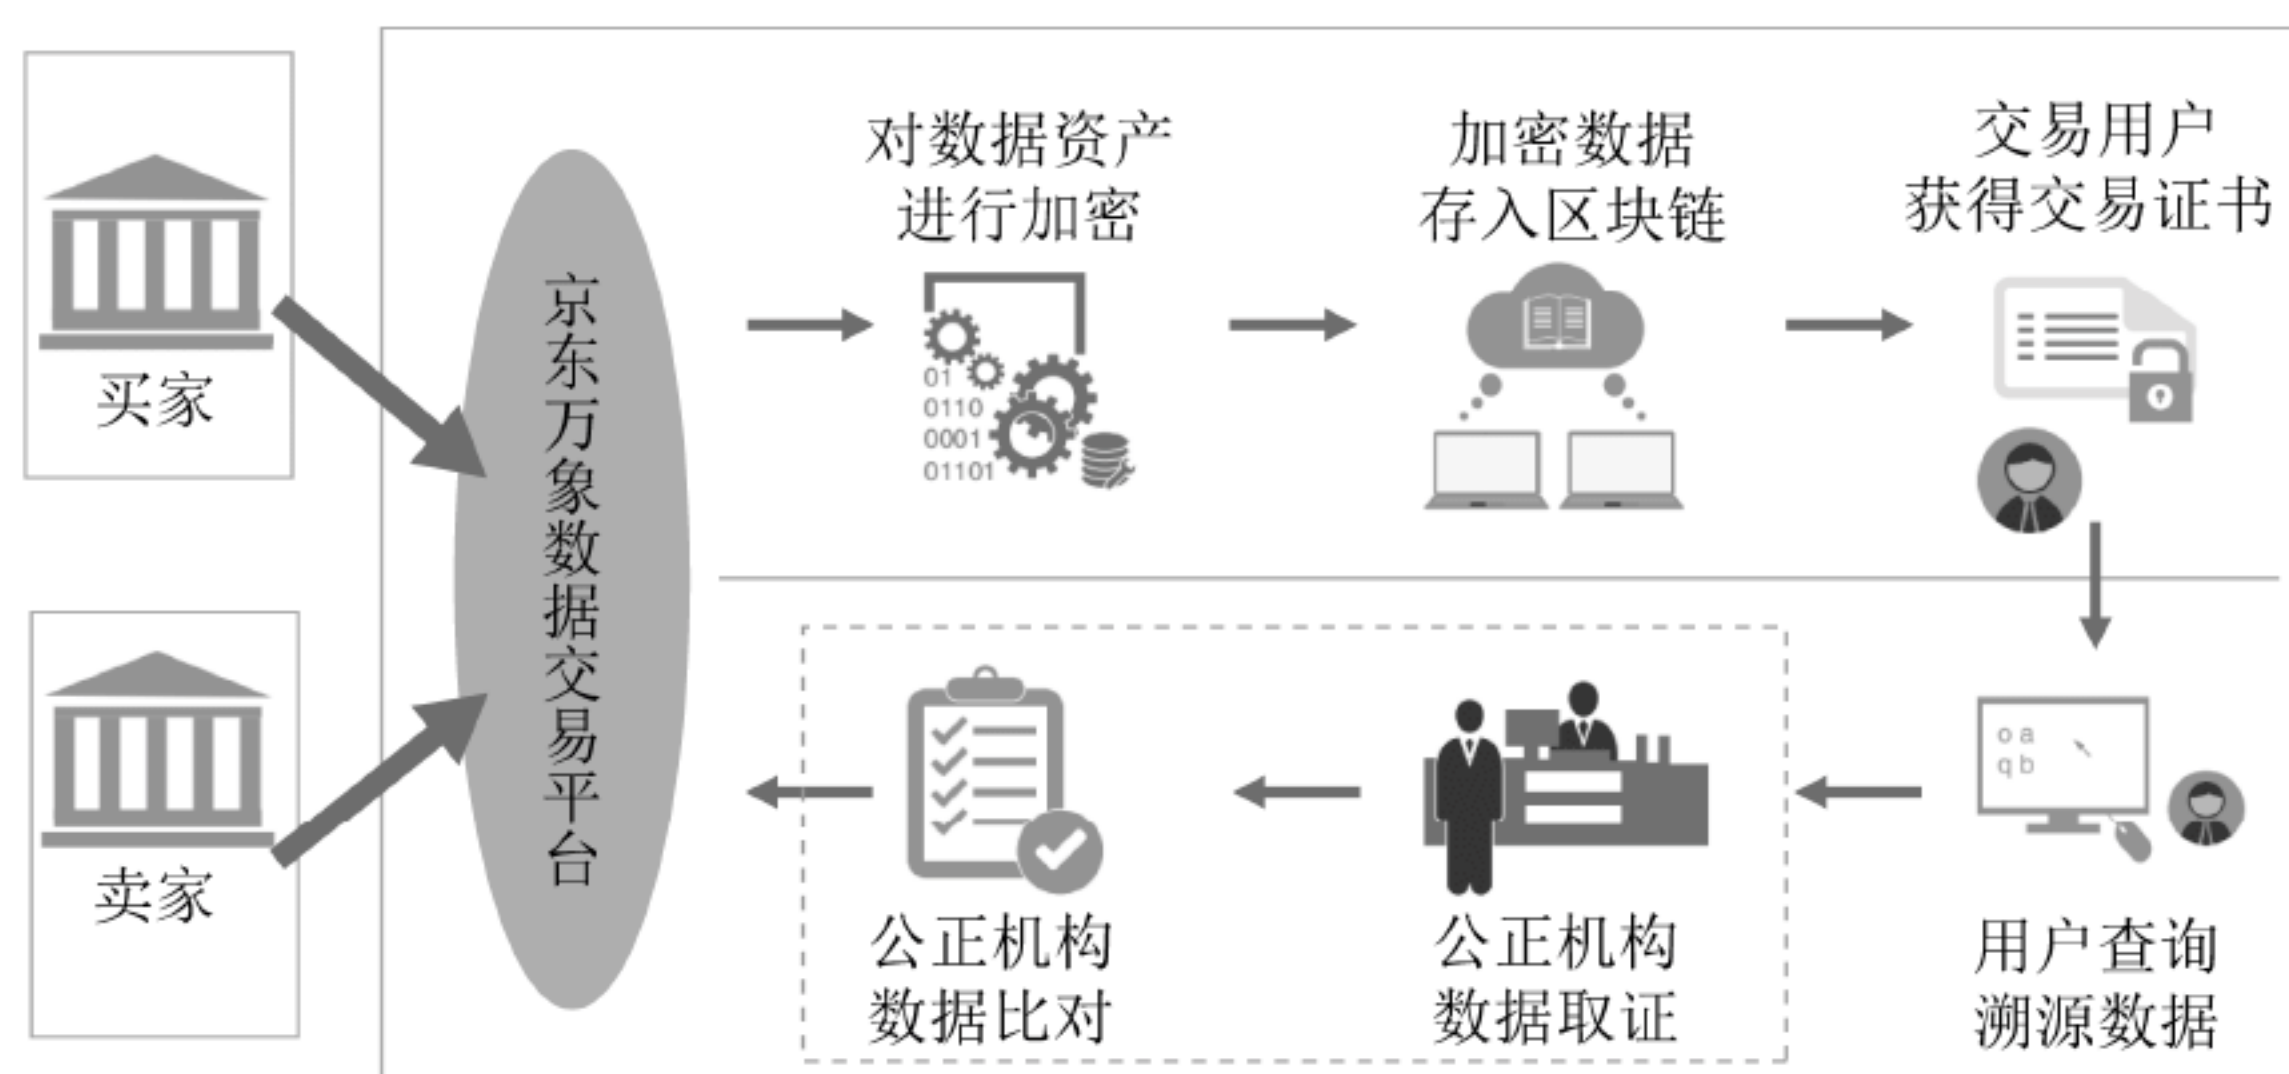 买家
卖家
京东万象数据交易平台
对数据资产
进行加密
01
0110
0001
01101
加密数据
存入区块链
交易用户
获得交易证书
o a
q b
用户查询
溯源数据
公正机构
数据取证
公正机构
数据比对